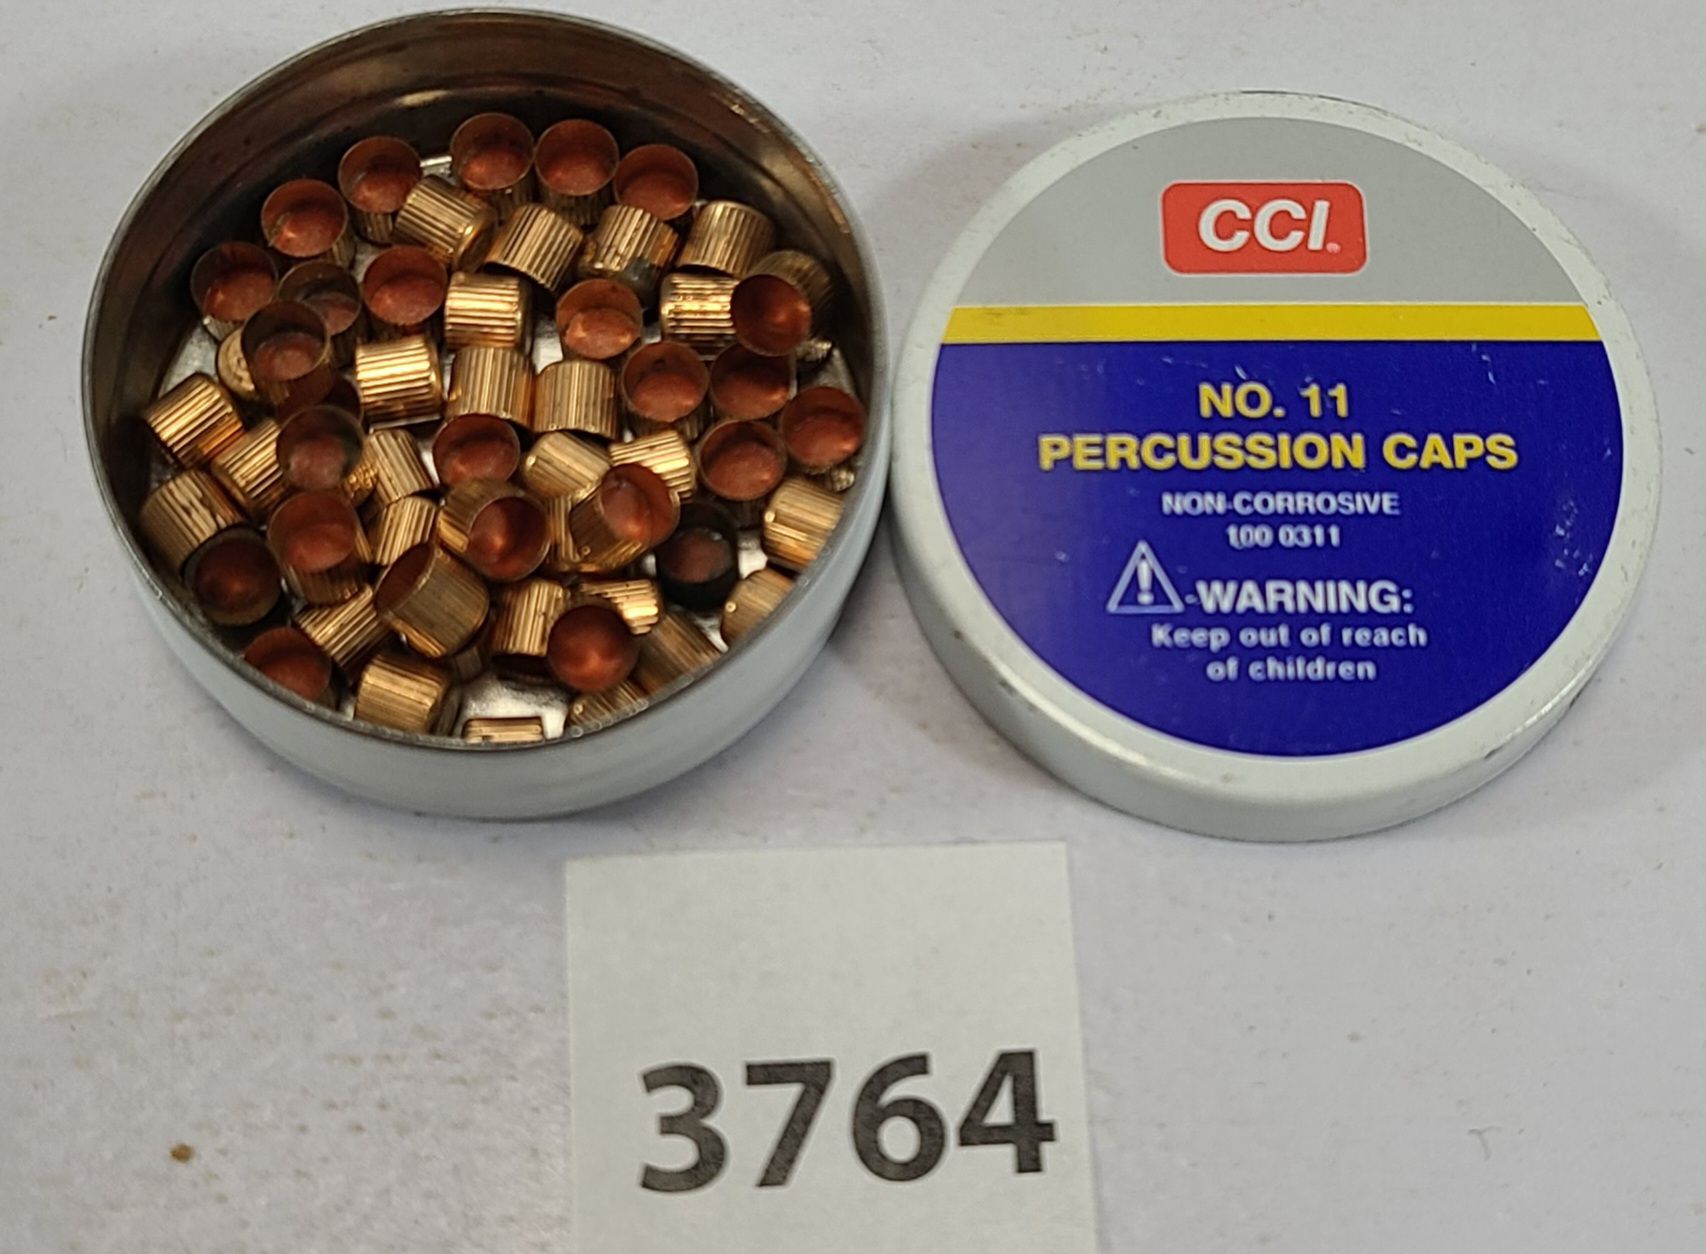 CCI
NO. 11
PERCUSSION CAPS
NON-CORROSIVE
100 0311
WARNING:
Keep out of reach
of children
3764